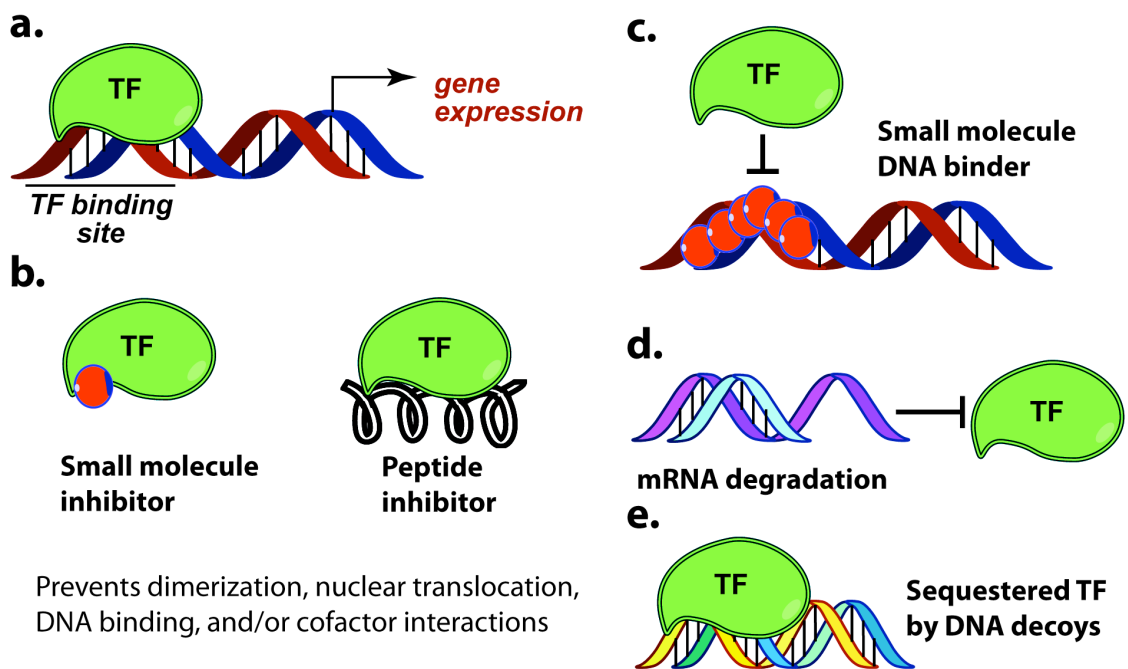 a.
TF
gene
expression
TF binding
site
b.
TF
TF
Small molecule
inhibitor
Peptide
inhibitor
Prevents dimerization, nuclear translocation,
DNA binding, and/or cofactor interactions
c.
TF
Small molecule
DNA binder
d.
TF
mRNA degradation
e.
TF
Sequestered TF
by DNA decoys